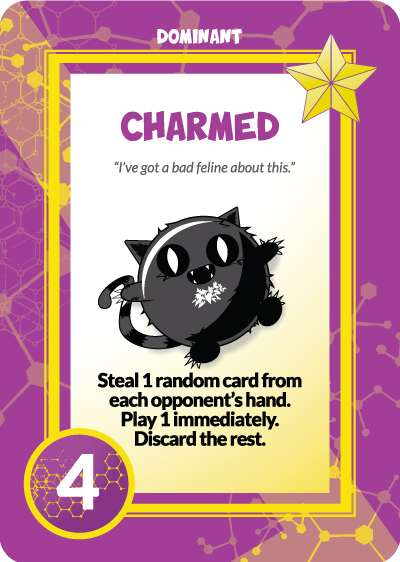 DOMINANT
CHARMED
“I’ve got a bad feline about this.”
Steal 1 random card from
each opponent’s hand.
Play 1 immediately.
Discard the rest.
4